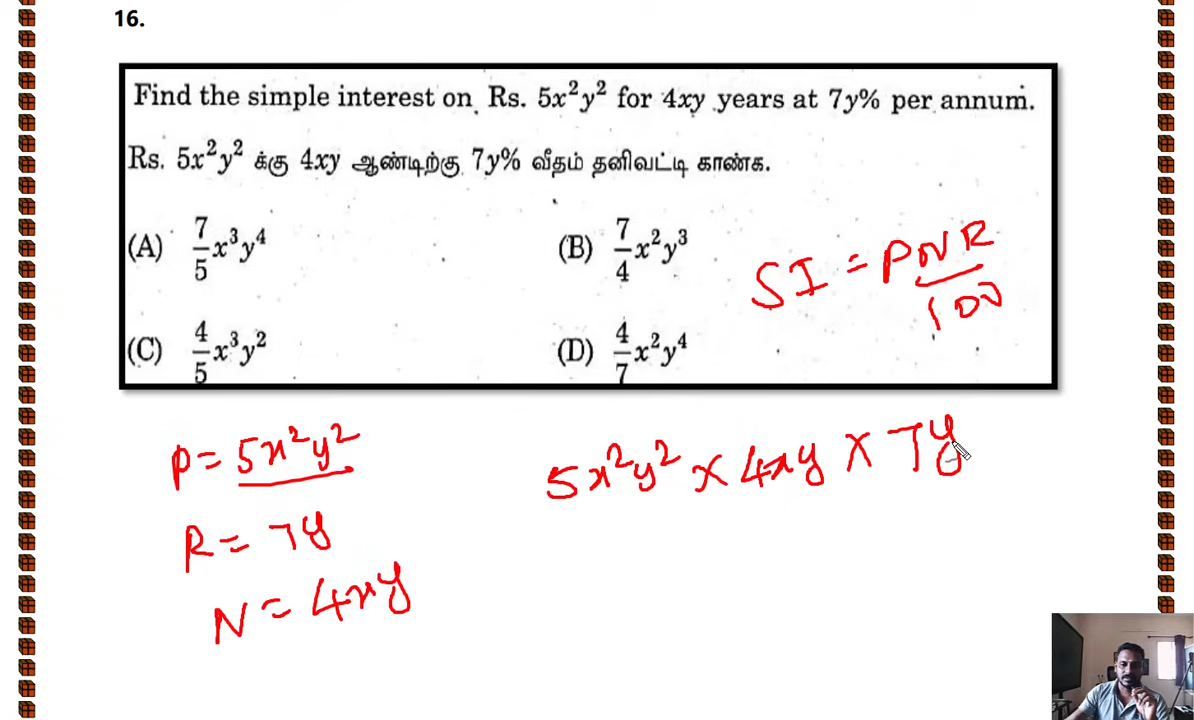 16.
Find the simple interest on Rs. 5x²y² for 4xy years at 7y% per annum.
Rs. 5x²y² க்கு 4xy ஆண்டிற்கு 7y% வீதம் தனிவட்டி காண்க.
(A) 7/5 x³y⁴
(B) 7/4 x²y³
(C) 4/5 x³y²
(D) 4/7 x²y⁴
SI = PNR/100
P = 5x²y²
R = 7y
N = 4xy
5x²y² × 4xy × 7y